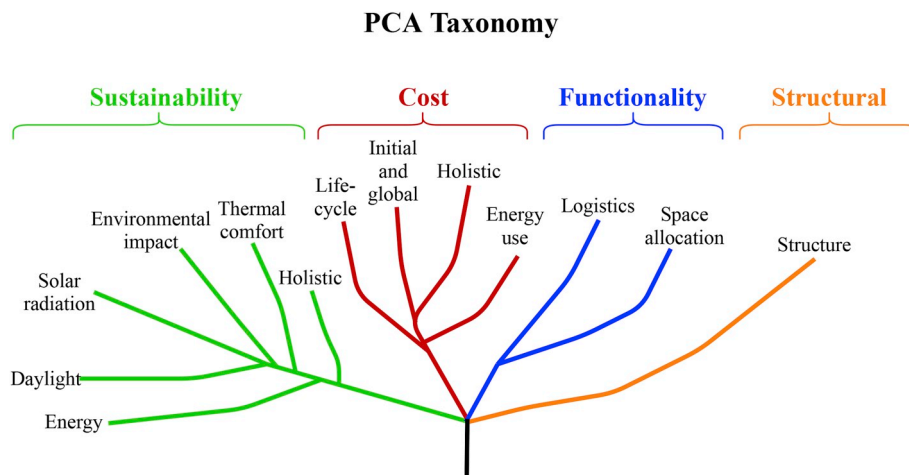 PCA Taxonomy
Sustainability
Cost
Functionality
Structural
Energy
Daylight
Solar
radiation
Environmental
impact
Thermal
comfort
Holistic
Life-
cycle
Initial
and
global
Holistic
Energy
use
Logistics
Space
allocation
Structure